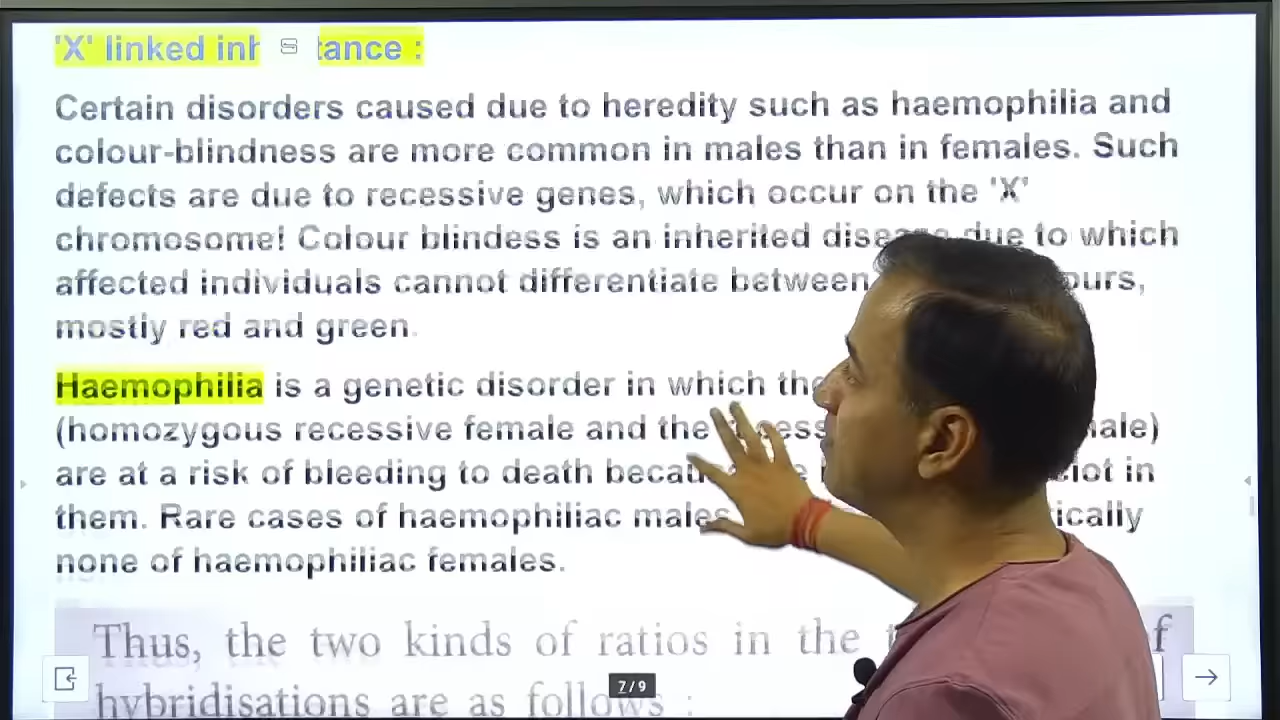 'X' linked inh tance :
Certain disorders caused due to heredity such as haemophilia and
colour-blindness are more common in males than in females. Such
defects are due to recessive genes, which occur on the 'X'
chromosome! Colour blindess is an inherited disease due to which
affected individuals cannot differentiate between ours,
mostly red and green.
Haemophilia is a genetic disorder in which the
(homozygous recessive female and the male)
are at a risk of bleeding to death clot in
them. Rare cases of haemophiliac males ically
none of haemophiliac females.
Thus, the two kinds of ratios in the of
hybridisations are as follows :
7/9